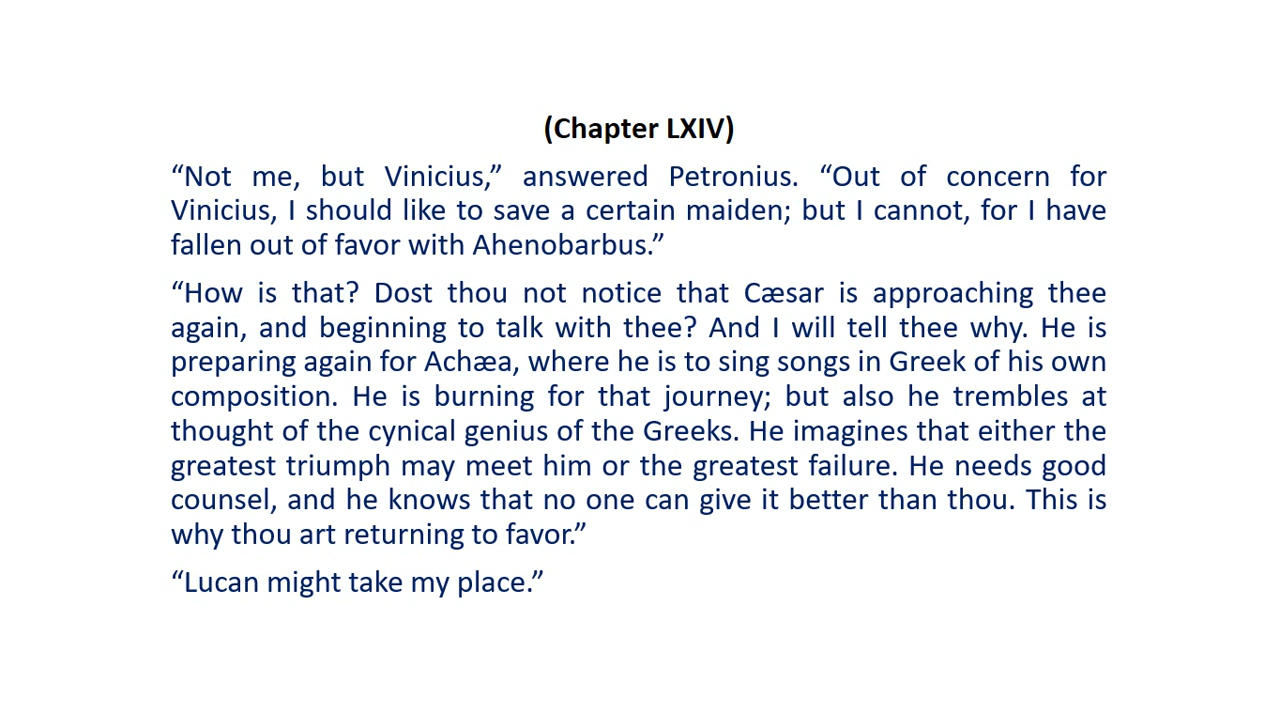 (Chapter LXIV)
“Not me, but Vinicius,” answered Petronius. “Out of concern for
Vinicius, I should like to save a certain maiden; but I cannot, for I have
fallen out of favor with Ahenobarbus.”
“How is that? Dost thou not notice that Cæsar is approaching thee
again, and beginning to talk with thee? And I will tell thee why. He is
preparing again for Achæa, where he is to sing songs in Greek of his own
composition. He is burning for that journey; but also he trembles at
thought of the cynical genius of the Greeks. He imagines that either the
greatest triumph may meet him or the greatest failure. He needs good
counsel, and he knows that no one can give it better than thou. This is
why thou art returning to favor.”
“Lucan might take my place.”